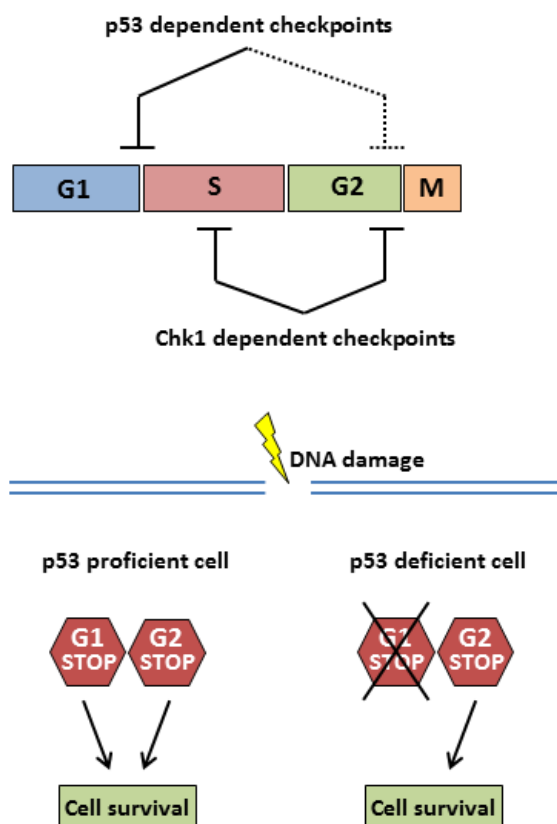 p53 dependent checkpoints
G1 S G2 M
Chk1 dependent checkpoints
DNA damage
p53 proficient cell
p53 deficient cell
G1
STOP
G2
STOP
G1
STOP
G2
STOP
Cell survival
Cell survival